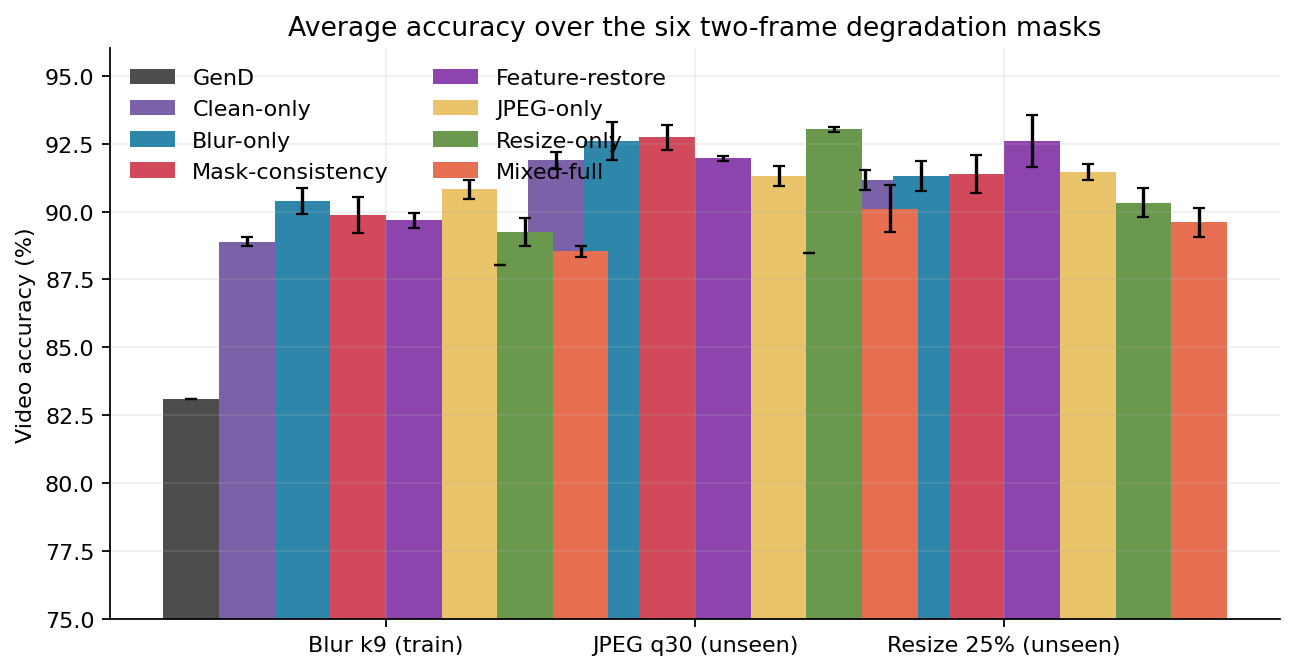 Average accuracy over the six two-frame degradation masks
Video accuracy (%)
95.0
92.5
90.0
87.5
85.0
82.5
80.0
77.5
75.0
GenD
Clean-only
Blur-only
Mask-consistency
Feature-restore
JPEG-only
Resize-only
Mixed-full
Blur k9 (train)
JPEG q30 (unseen)
Resize 25% (unseen)